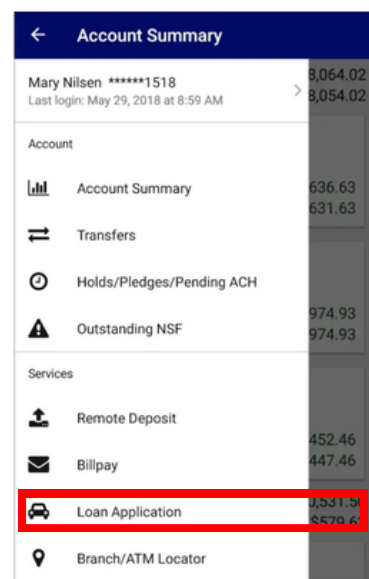 Account Summary
Mary Nilsen ******1518
Last login: May 29, 2018 at 8:59 AM
8,064.02
8,054.02
Account
Account Summary
636.63
631.63
Transfers
Holds/Pledges/Pending ACH
974.93
Outstanding NSF
974.93
Services
Remote Deposit
452.46
Billpay
447.46
Loan Application
Branch/ATM Locator